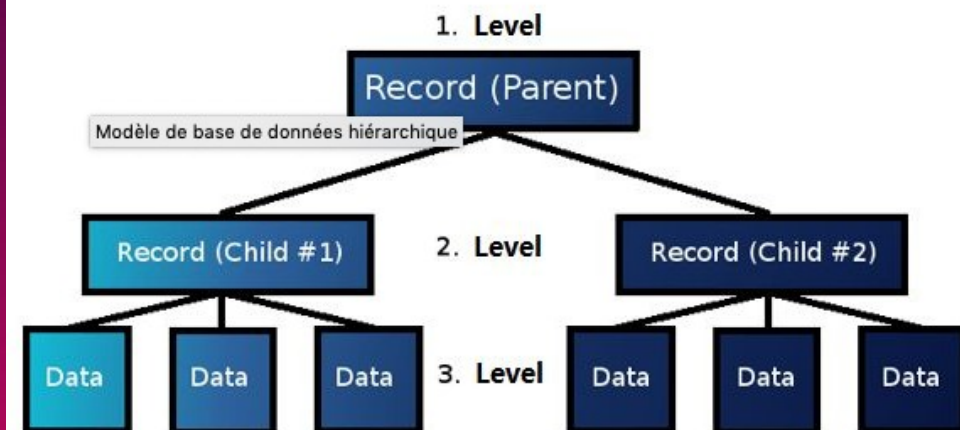 1. Level
Record (Parent)
Modèle de base de données hiérarchique
Record (Child #1)
2. Level
Record (Child #2)
Data
Data
Data
3. Level
Data
Data
Data